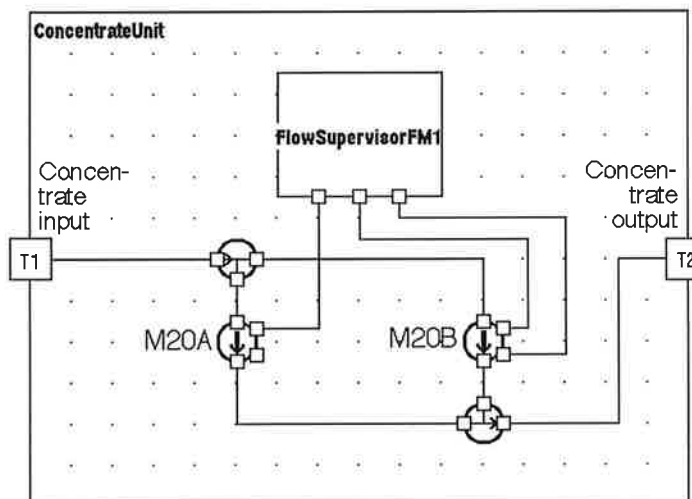 ConcentrateUnit
FlowSupervisorFM1
Concen-
trate
input
Concen-
trate
output
T1
T2
M20A
M20B